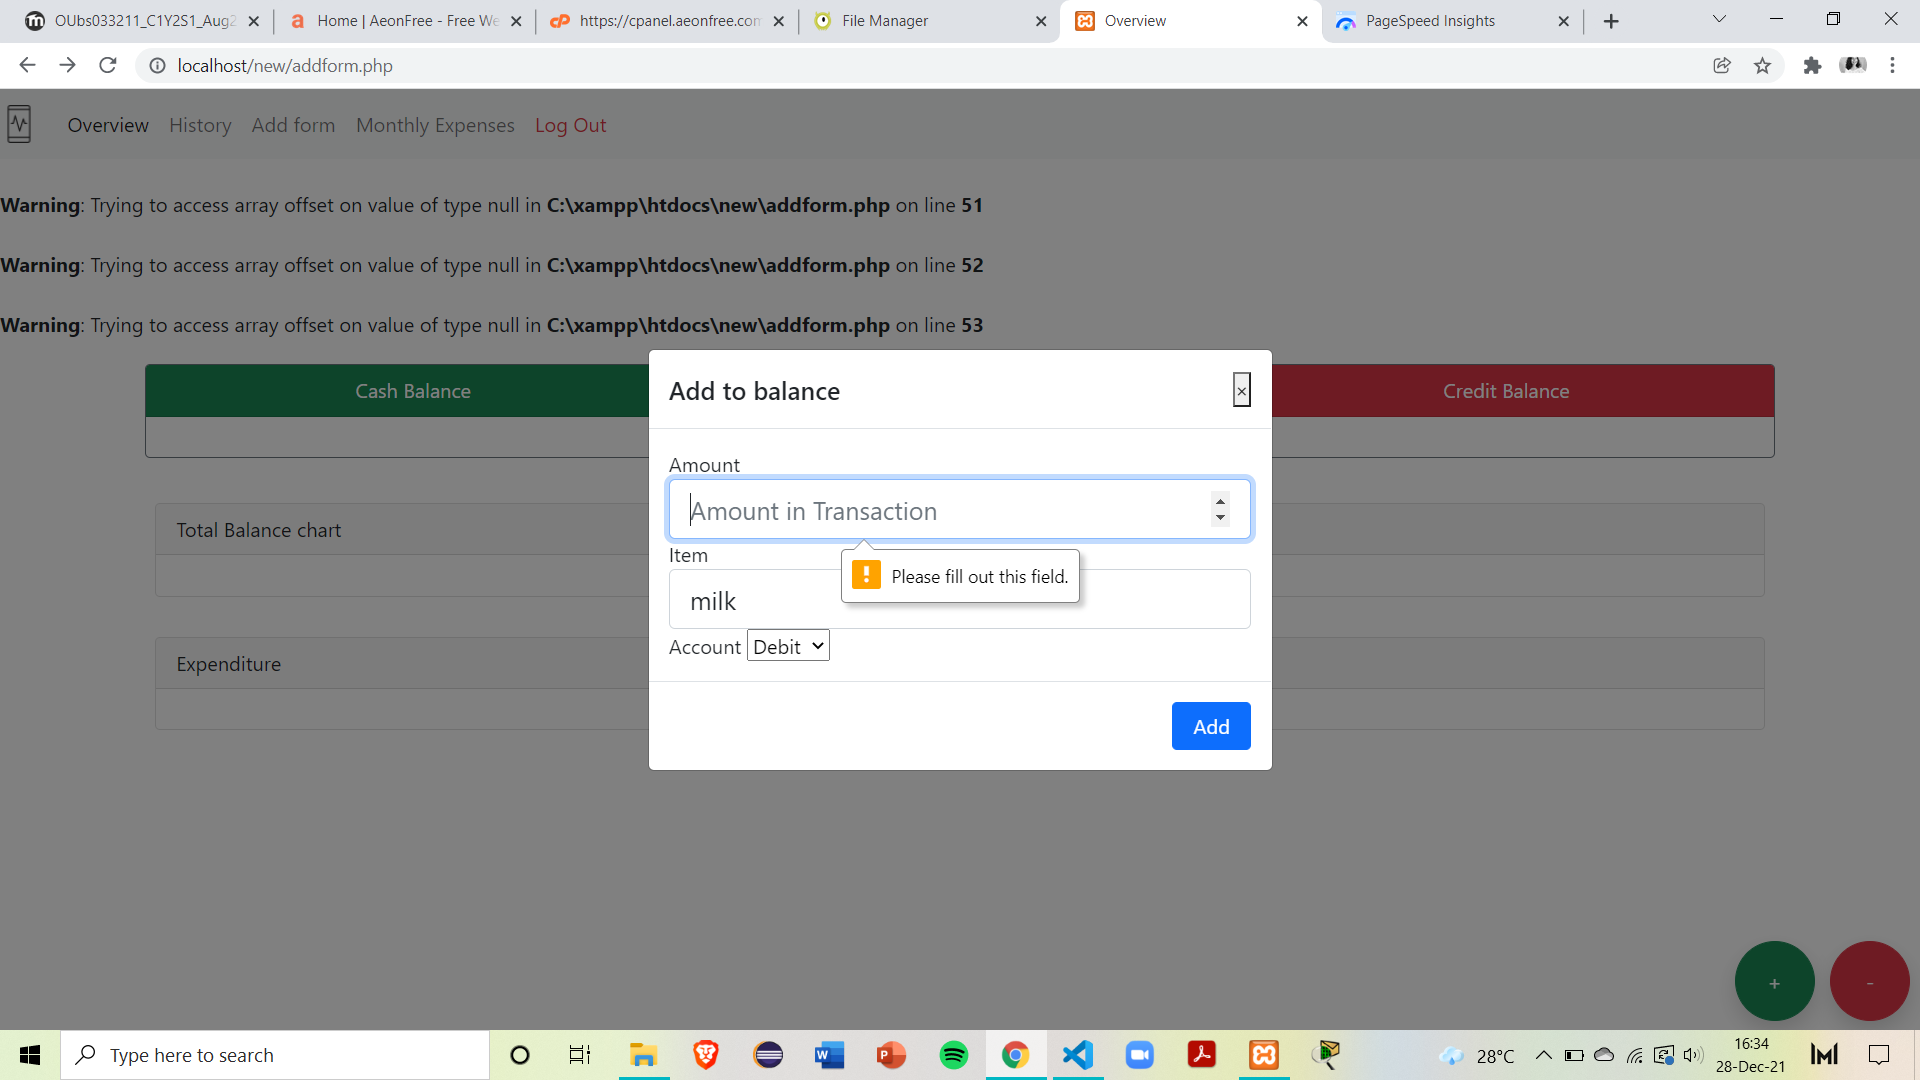 OUbs033211_C1Y2S1_Aug2
Home | AeonFree - Free We
https://cpanel.aeonfree.com
File Manager
Overview
PageSpeed Insights
localhost/new/addform.php
Overview History Add form Monthly Expenses Log Out
Warning: Trying to access array offset on value of type null in C:\xampp\htdocs\new\addform.php on line 51
Warning: Trying to access array offset on value of type null in C:\xampp\htdocs\new\addform.php on line 52
Warning: Trying to access array offset on value of type null in C:\xampp\htdocs\new\addform.php on line 53
Cash Balance
Credit Balance
Add to balance
×
Amount
Amount in Transaction
Please fill out this field.
Item
milk
Account Debit
Add
Total Balance chart
Expenditure
+
-
Type here to search
28°C
16:34
28-Dec-21